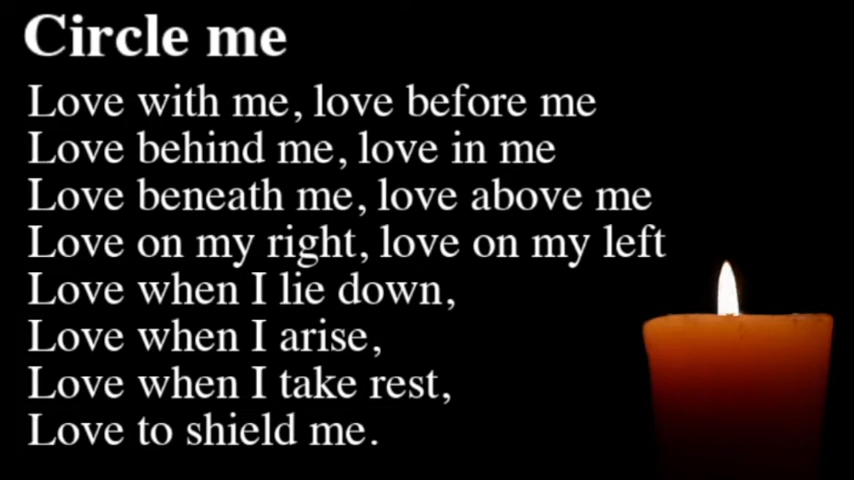 Circle me
Love with me, love before me
Love behind me, love in me
Love beneath me, love above me
Love on my right, love on my left
Love when I lie down,
Love when I arise,
Love when I take rest,
Love to shield me.